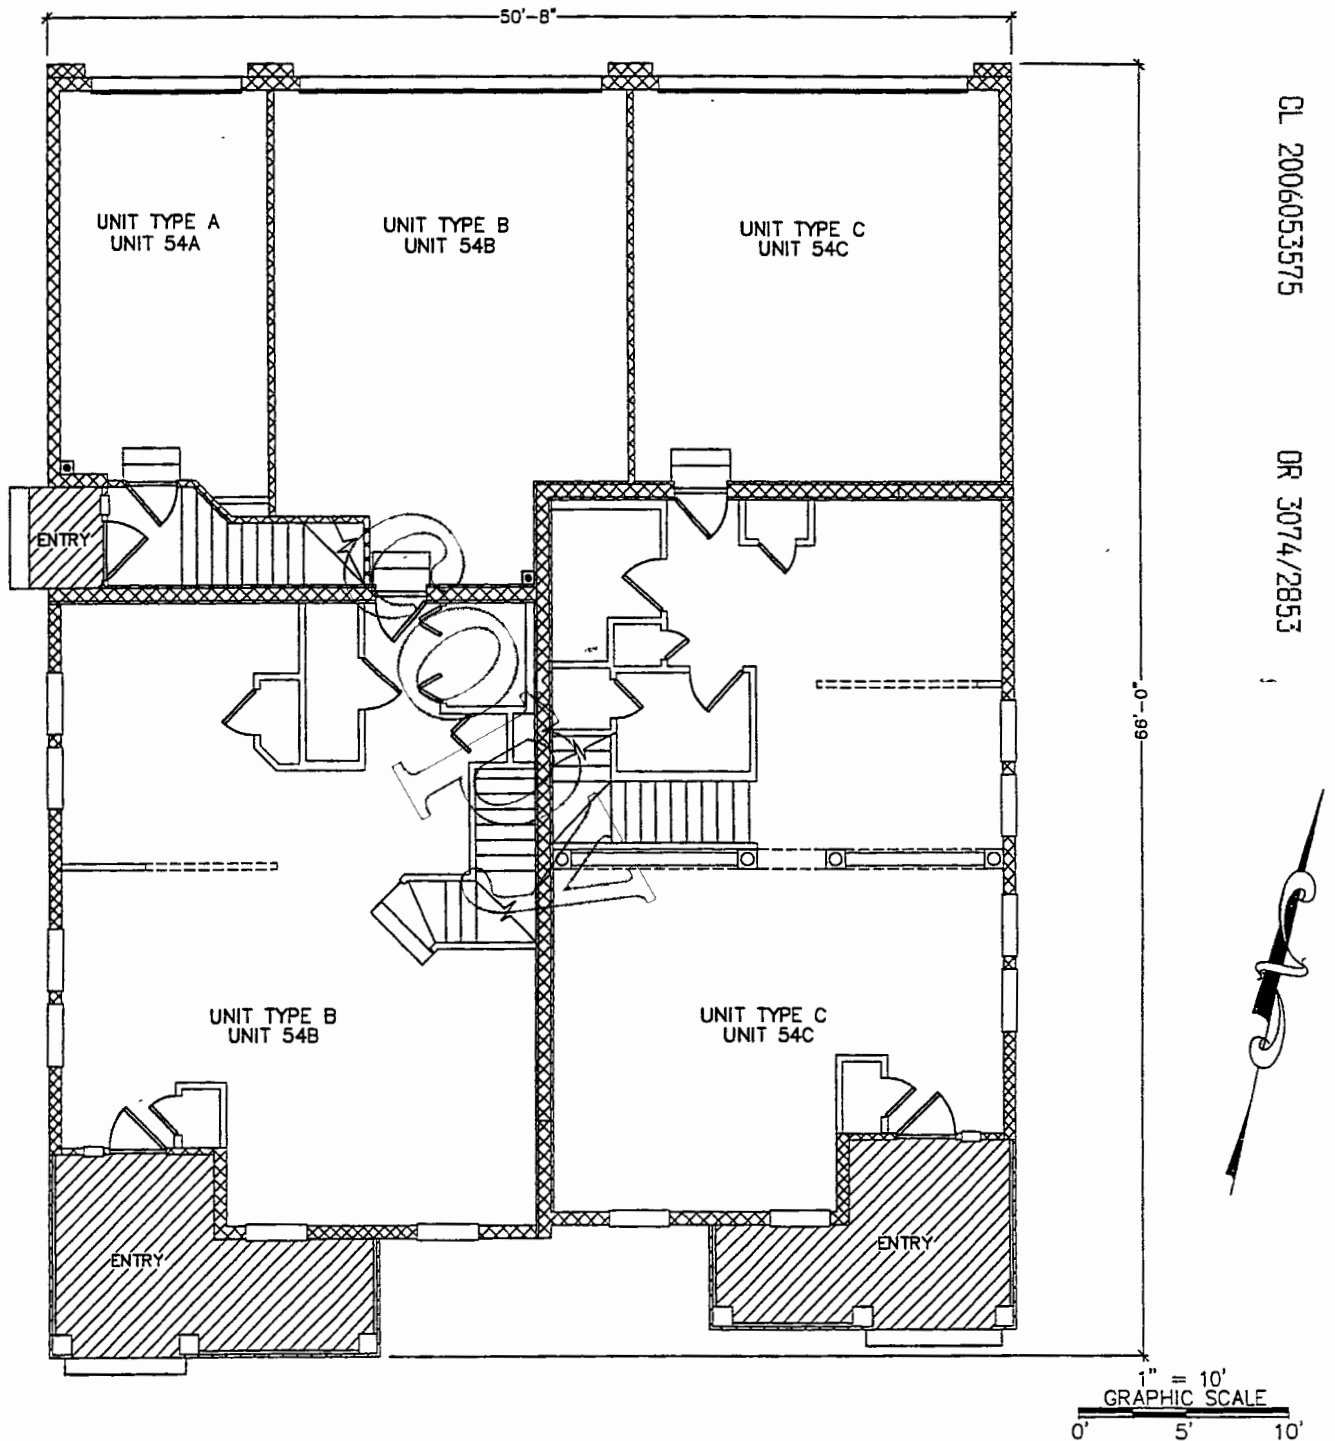 50'-8"
UNIT TYPE A
UNIT 54A
UNIT TYPE B
UNIT 54B
UNIT TYPE C
UNIT 54C
CL 2006053575
OR 3074/2853
ENTRY
66'-0"
UNIT TYPE B
UNIT 54B
UNIT TYPE C
UNIT 54C
ENTRY
ENTRY
1" = 10'
GRAPHIC SCALE
0' 5' 10'